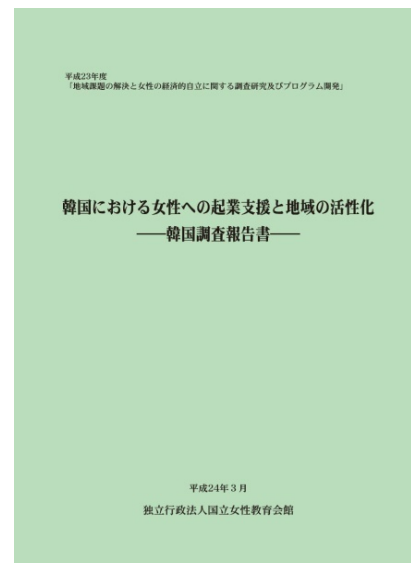 平成23年度
「地域課題の解決と女性の経済的自立に関する調査研究及びプログラム開発」
韓国における女性への起業支援と地域の活性化
――韓国調査報告書――
平成24年3月
独立行政法人国立女性教育会館